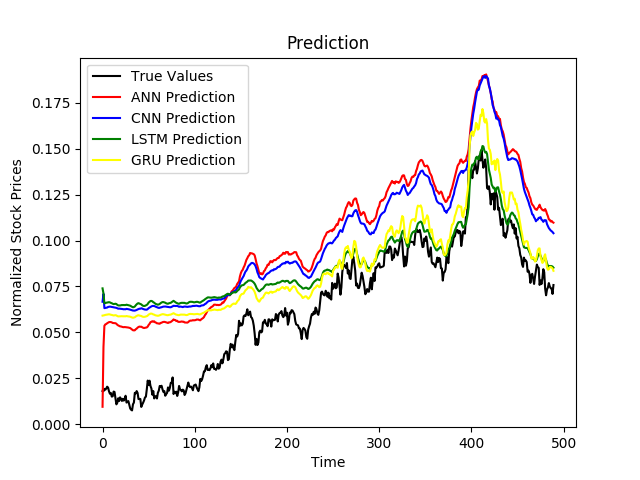 Prediction
True Values
ANN Prediction
CNN Prediction
LSTM Prediction
GRU Prediction
Normalized Stock Prices
0.175
0.150
0.125
0.100
0.075
0.050
0.025
0.000
0 100 200 300 400 500
Time